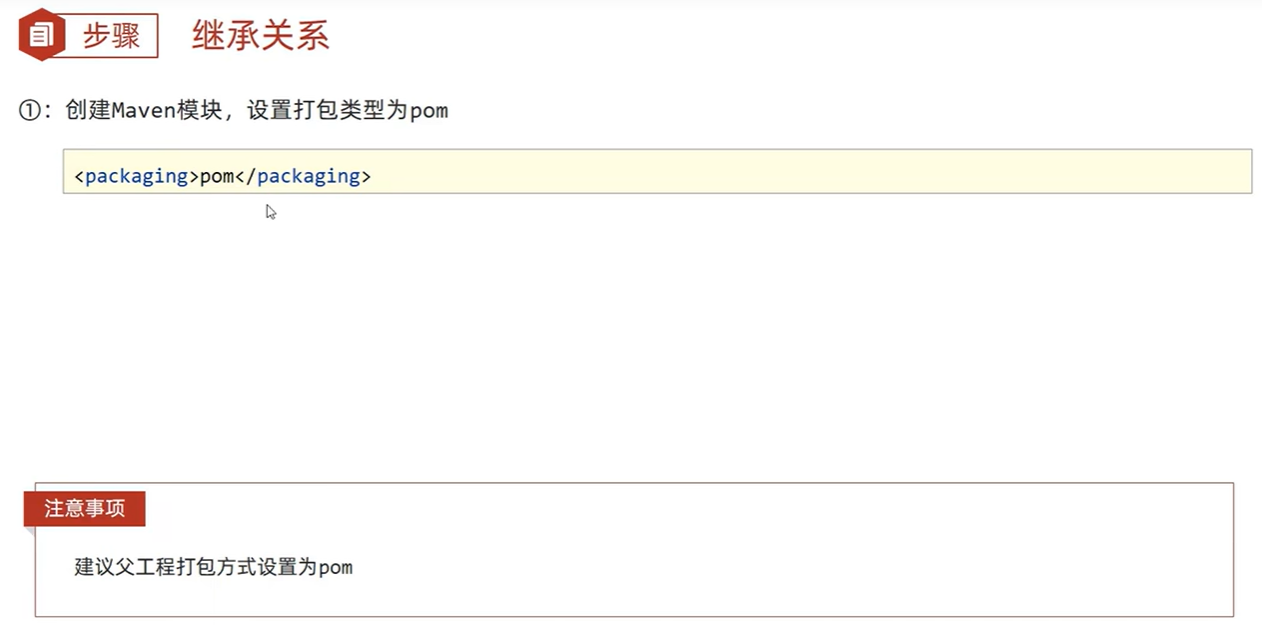 步骤 继承关系
①：创建Maven模块，设置打包类型为pom
<packaging>pom</packaging>
注意事项
建议父工程打包方式设置为pom